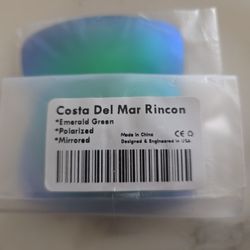 Costa Del Mar Rincon
*Emerald Green
*Polarized
*Mirrored
Made in China
Designed & Engineered in USA
CE